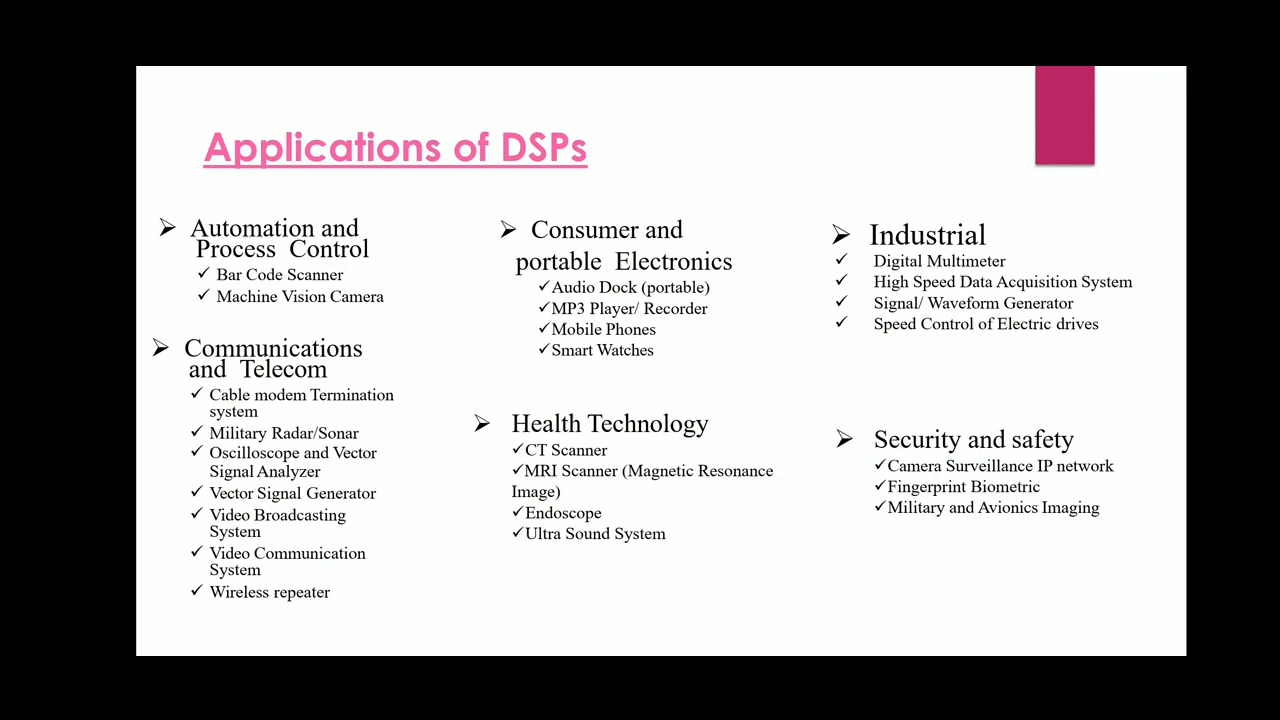 Applications of DSPs
Automation and
Process Control
Bar Code Scanner
Machine Vision Camera
Communications
and Telecom
Cable modem Termination
system
Military Radar/Sonar
Oscilloscope and Vector
Signal Analyzer
Vector Signal Generator
Video Broadcasting
System
Video Communication
System
Wireless repeater
Consumer and
portable Electronics
Audio Dock (portable)
MP3 Player/ Recorder
Mobile Phones
Smart Watches
Health Technology
CT Scanner
MRI Scanner (Magnetic Resonance
Image)
Endoscope
Ultra Sound System
Industrial
Digital Multimeter
High Speed Data Acquisition System
Signal/ Waveform Generator
Speed Control of Electric drives
Security and safety
Camera Surveillance IP network
Fingerprint Biometric
Military and Avionics Imaging